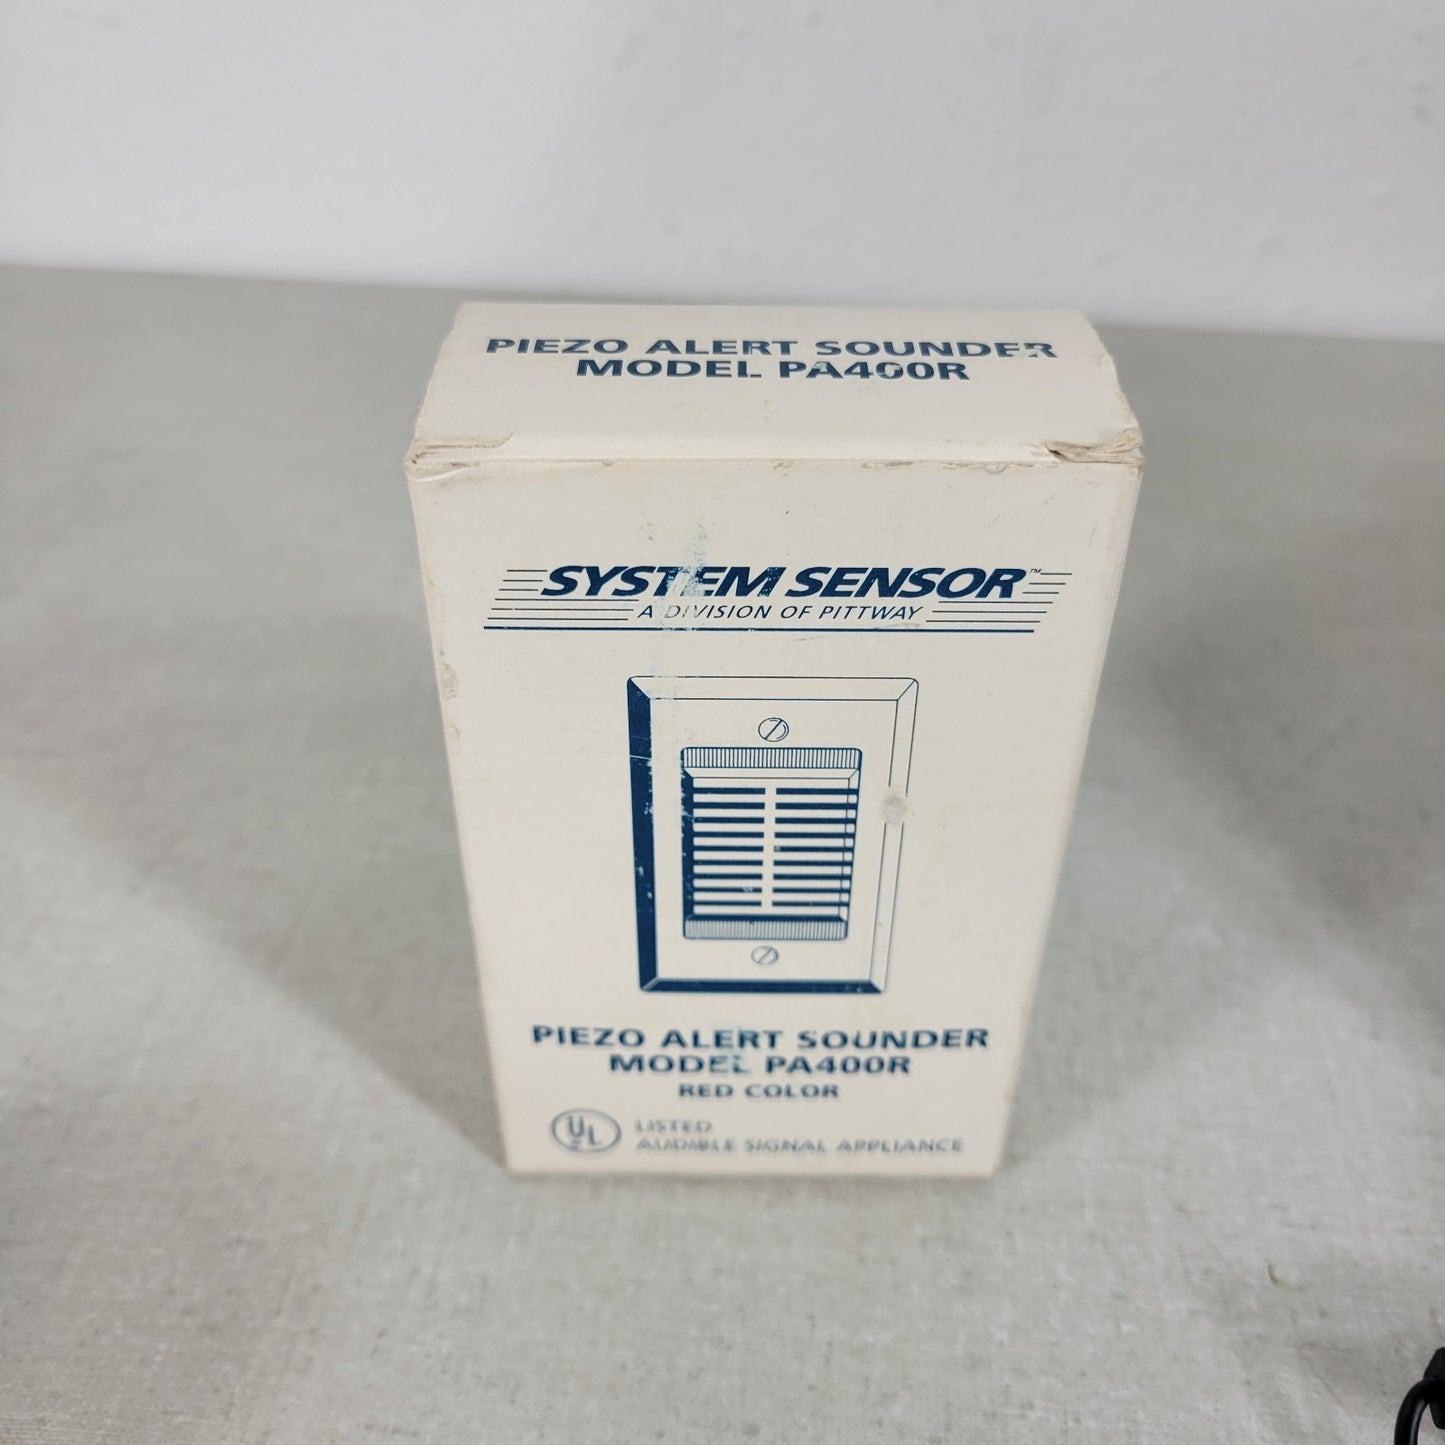 PIEZO ALERT SOUNDER
MODEL PA400R
SYSTEM SENSOR™
A DIVISION OF PITTWAY
PIEZO ALERT SOUNDER
MODEL PA400R
RED COLOR
UL LISTED
AUDIBLE SIGNAL APPLIANCE